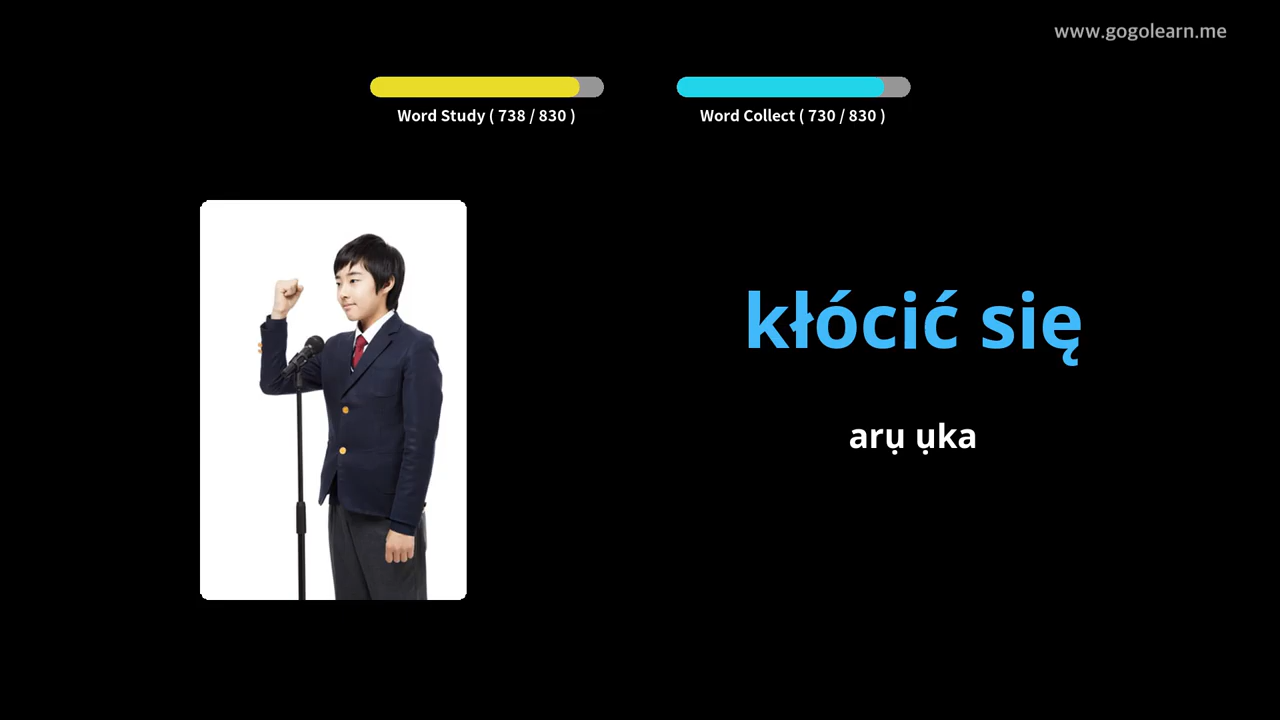 www.gogolearn.me
Word Study ( 738 / 830 )
Word Collect ( 730 / 830 )
kłócić się
arụ ụka